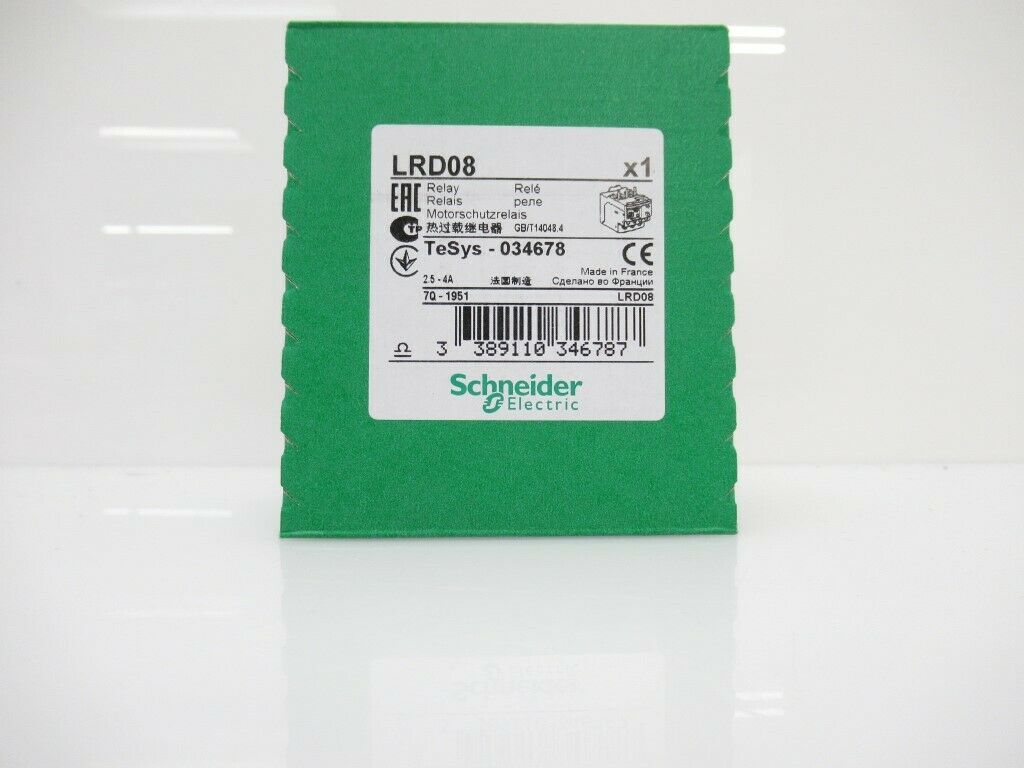 LRD08 x1
EAC Relay Relé
Relais реле
Motorschutzrelais
CTP 热过载继电器 GB/T14048.4
TeSys - 034678 CE
Made in France
2.5 - 4A 法国制造 Сделано во Франции
7Q - 1951 LRD08
3 389110 346787
Schneider
Electric